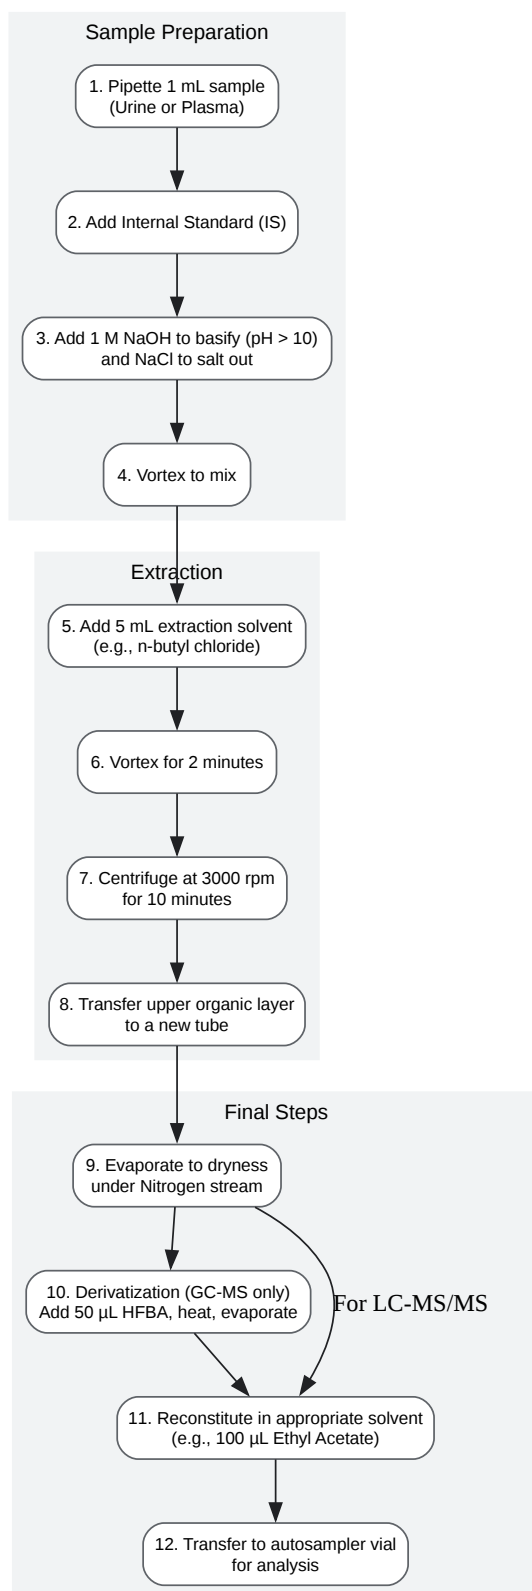 Sample Preparation
1. Pipette 1 mL sample
(Urine or Plasma)
2. Add Internal Standard (IS)
3. Add 1 M NaOH to basify (pH > 10)
and NaCl to salt out
4. Vortex to mix
Extraction
5. Add 5 mL extraction solvent
(e.g., n-butyl chloride)
6. Vortex for 2 minutes
7. Centrifuge at 3000 rpm
for 10 minutes
8. Transfer upper organic layer
to a new tube
Final Steps
9. Evaporate to dryness
under Nitrogen stream
10. Derivatization (GC-MS only)
Add 50 µL HFBA, heat, evaporate
For LC-MS/MS
11. Reconstitute in appropriate solvent
(e.g., 100 µL Ethyl Acetate)
12. Transfer to autosampler vial
for analysis